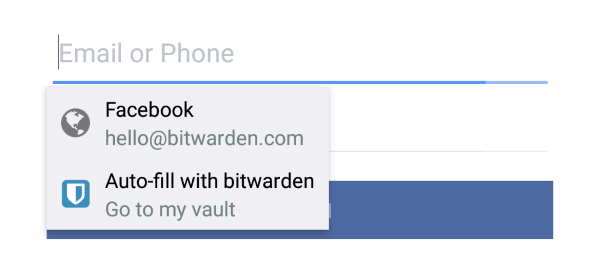 Email or Phone
Facebook
hello@bitwarden.com
Auto-fill with bitwarden
Go to my vault